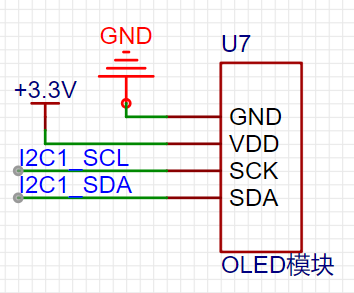 GND
U7
+3.3V
GND
VDD
I2C1_SCL
SCK
I2C1_SDA
SDA
OLED模块